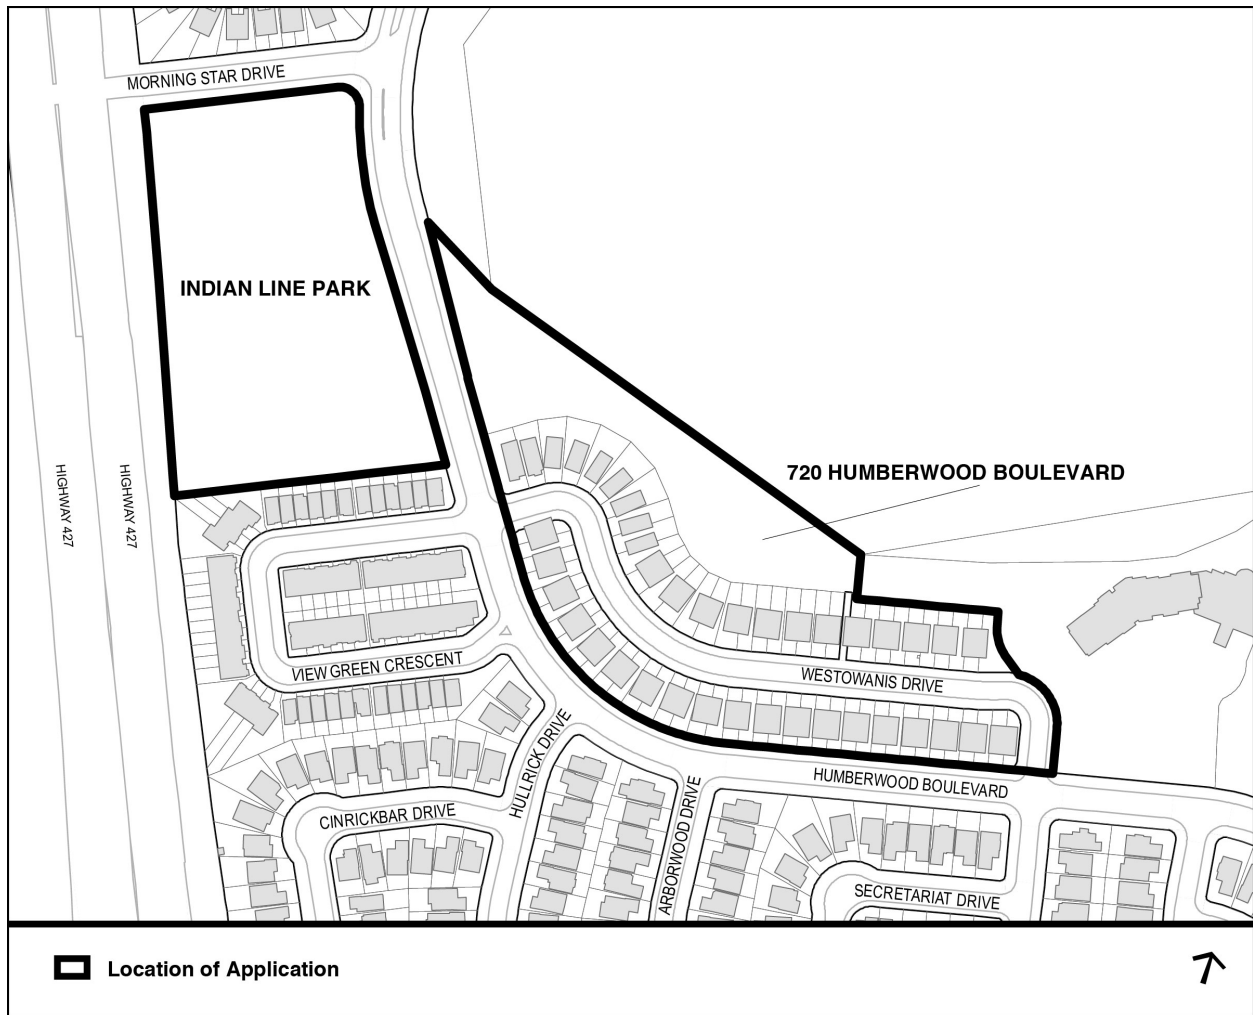 MORNING STAR DRIVE
INDIAN LINE PARK
720 HUMBERWOOD BOULEVARD
HIGHWAY 427
HIGHWAY 427
VIEW GREEN CRESCENT
WESTOWANIS DRIVE
HULLRICK DRIVE
HUMBERWOOD BOULEVARD
CINRICKBAR DRIVE
ARBORWOOD DRIVE
SECRETARIAT DRIVE
Location of Application